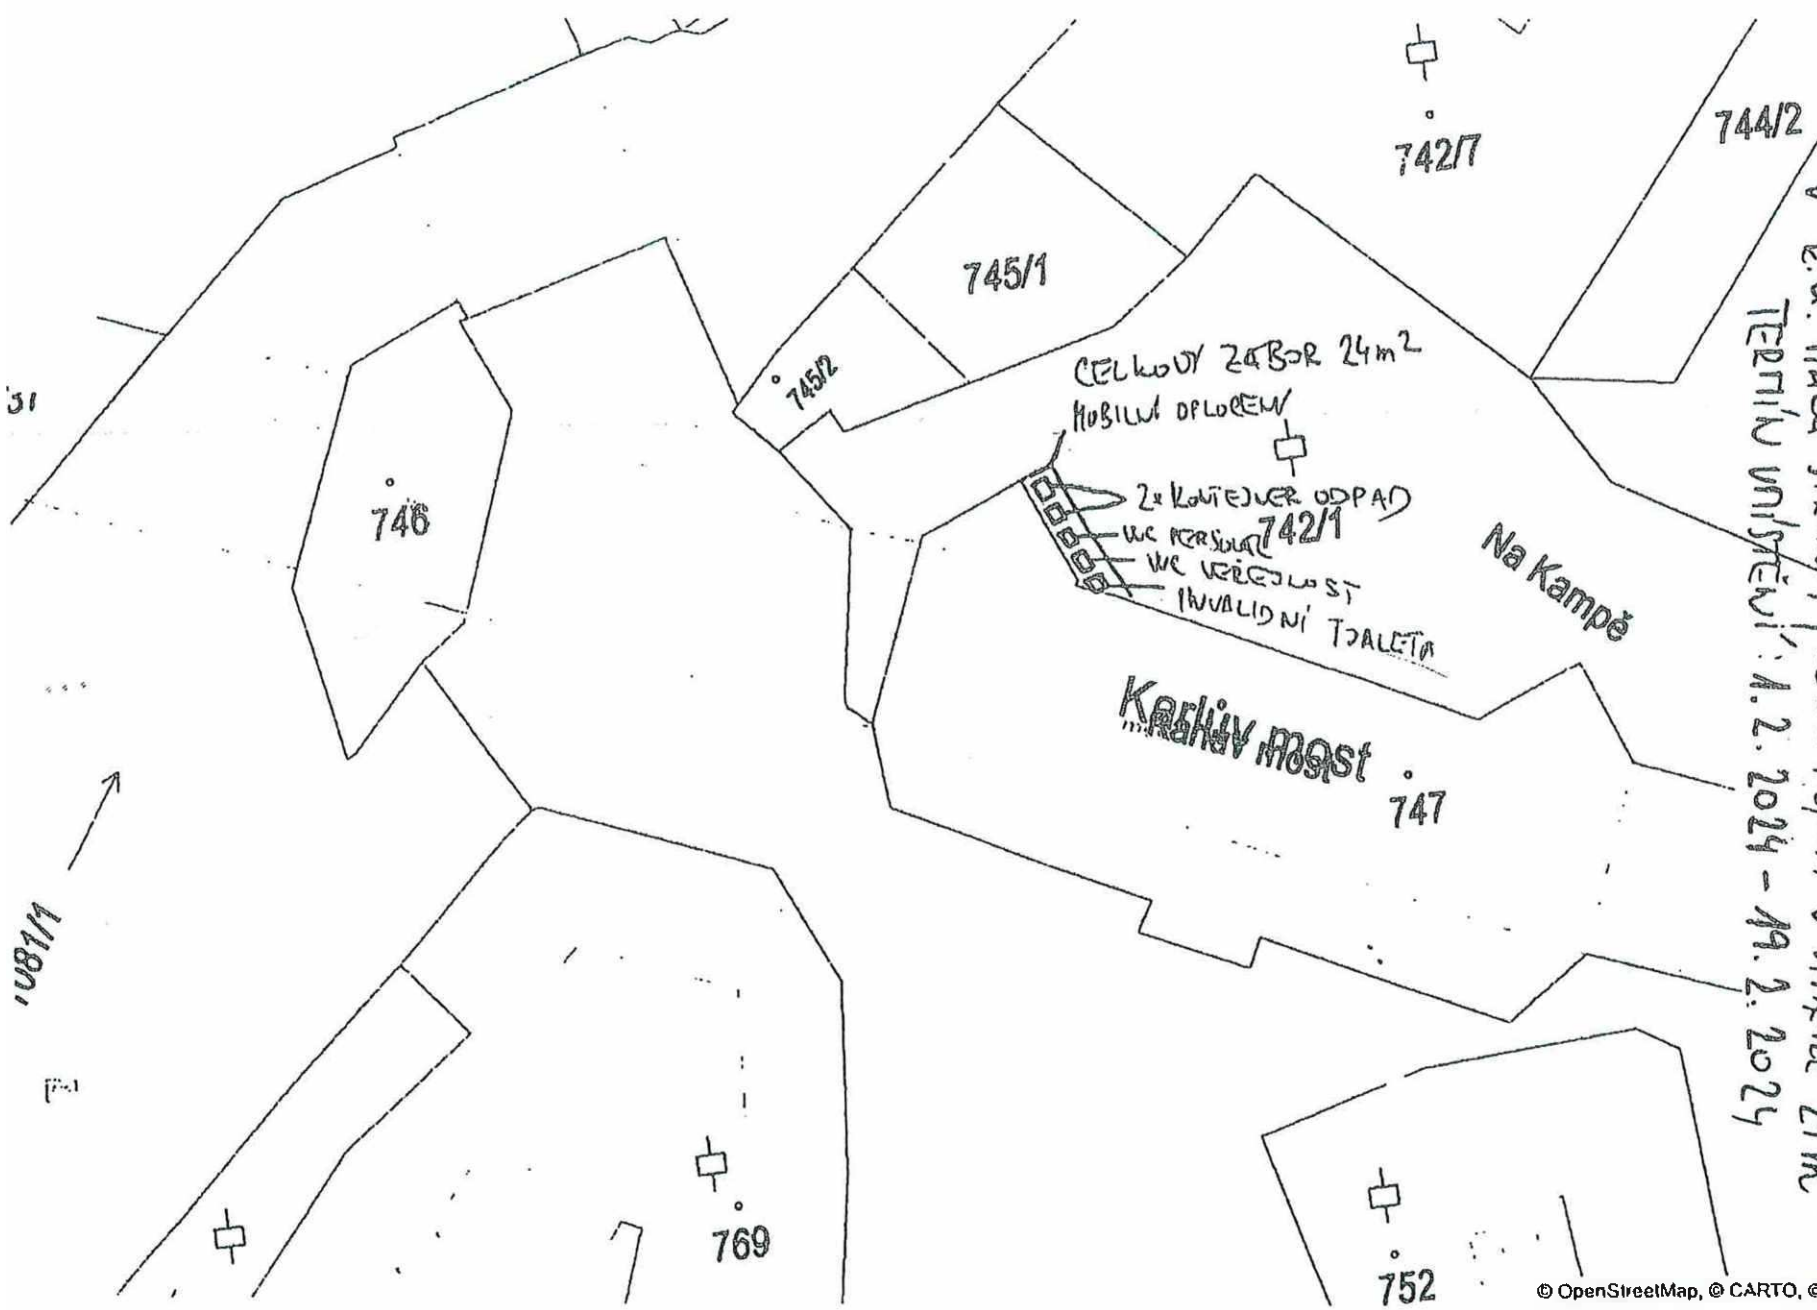 742/7
744/2
745/1
745/2
CELKOVÝ ZÁBOR 24m²
MOBILNÍ OPLOCENÍ
2x KONTEJNER ODPAD
742/1
WC PERSONÁL
WC VEŘEJNOST
INVALIDNÍ TOALETA
746
Na Kampě
Karlův most
747
TERMÍN UMÍSTĚNÍ: 1.2.2024 - 19.2.2024
769
752
© OpenStreetMap, © CARTO, ©